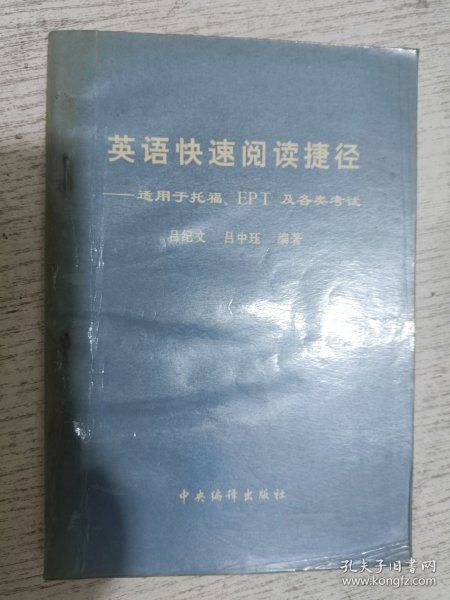 英语快速阅读捷径
——适用于托福、EPT 及各类考试
吕纪文 吕中珏 编著
中央编译出版社
孔夫子旧书网
www.kongfz.com